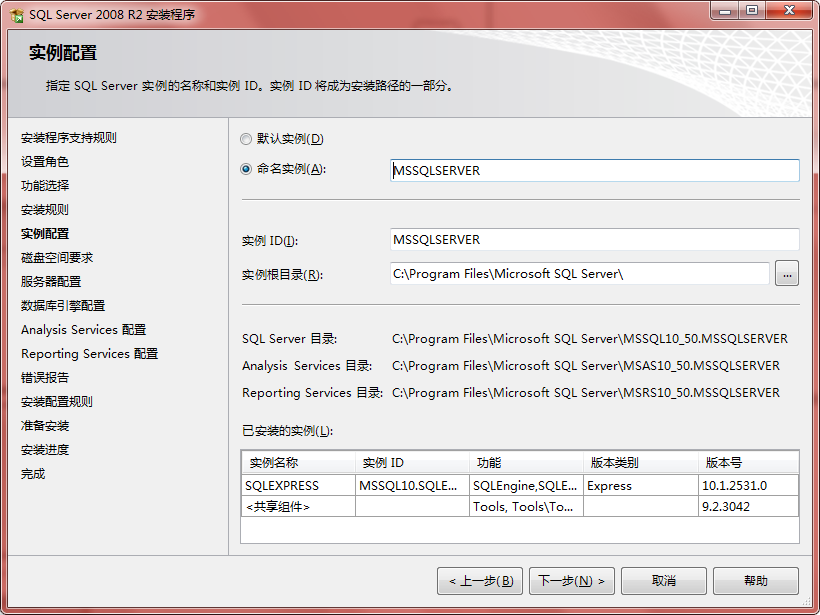 SQL Server 2008 R2 安装程序
实例配置
指定 SQL Server 实例的名称和实例 ID。实例 ID 将成为安装路径的一部分。
安装程序支持规则
设置角色
功能选择
安装规则
实例配置
磁盘空间要求
服务器配置
数据库引擎配置
Analysis Services 配置
Reporting Services 配置
错误报告
安装配置规则
准备安装
安装进度
完成
默认实例(D)
命名实例(A): MSSQLSERVER
实例 ID(I): MSSQLSERVER
实例根目录(R): C:\Program Files\Microsoft SQL Server\ ...
SQL Server 目录: C:\Program Files\Microsoft SQL Server\MSSQL10_50.MSSQLSERVER
Analysis Services 目录: C:\Program Files\Microsoft SQL Server\MSAS10_50.MSSQLSERVER
Reporting Services 目录: C:\Program Files\Microsoft SQL Server\MSRS10_50.MSSQLSERVER
已安装的实例(L):
实例名称 实例 ID 功能 版本类别 版本号
SQLEXPRESS MSSQL10.SQLE... SQLEngine,SQLE... Express 10.1.2531.0
<共享组件> Tools, Tools\To... 9.2.3042
< 上一步(B) 下一步(N) > 取消 帮助